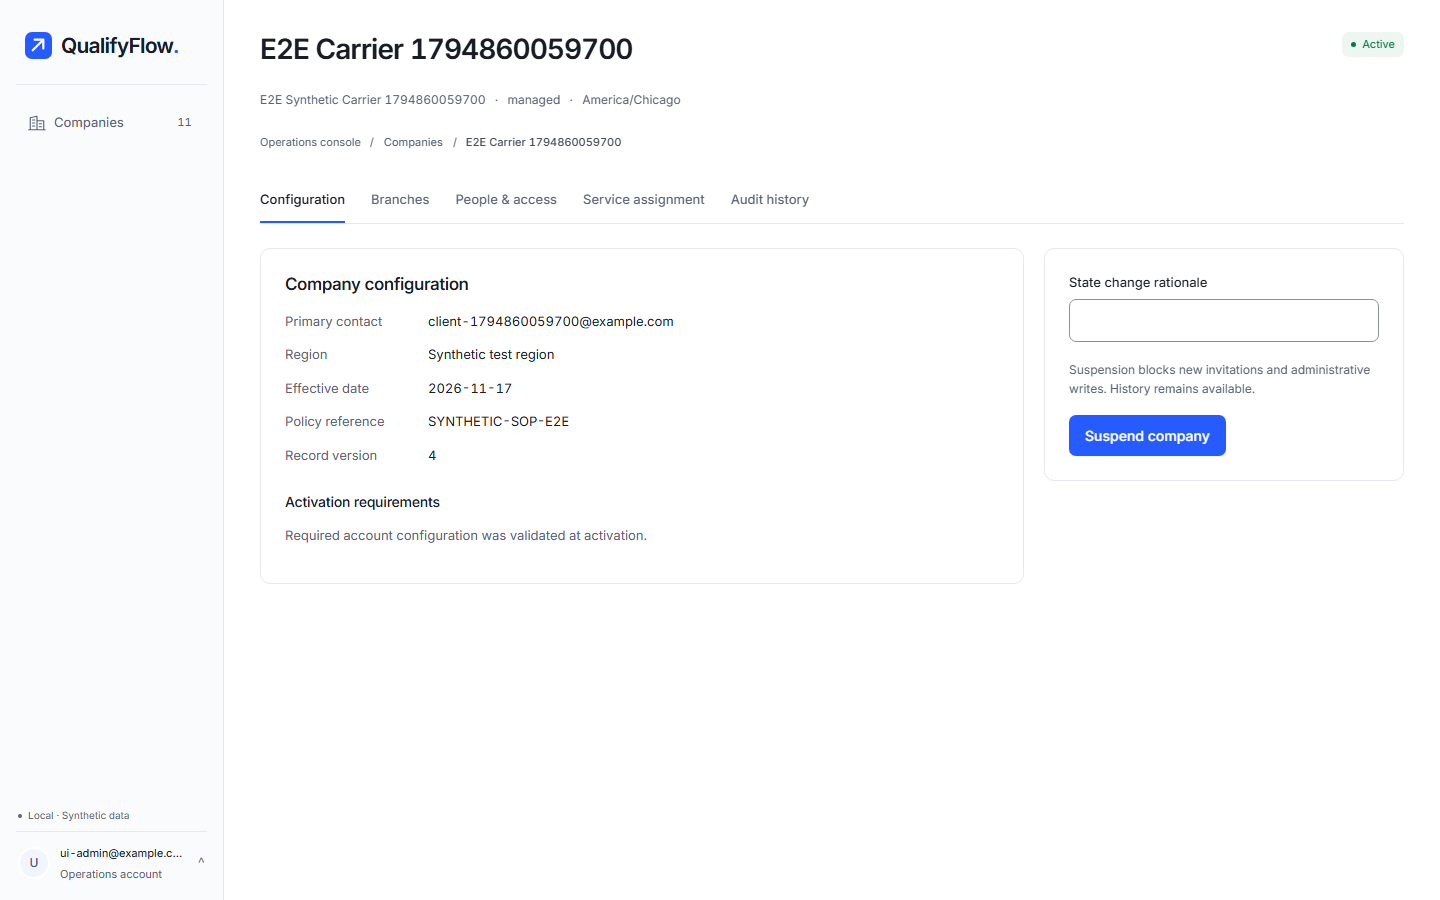 QualifyFlow.
Companies 11
Local · Synthetic data
U
ui-admin@example.c...
Operations account
^
E2E Carrier 1794860059700
Active
E2E Synthetic Carrier 1794860059700 · managed · America/Chicago
Operations console / Companies / E2E Carrier 1794860059700
Configuration Branches People & access Service assignment Audit history
Company configuration
Primary contact client-1794860059700@example.com
Region Synthetic test region
Effective date 2026-11-17
Policy reference SYNTHETIC-SOP-E2E
Record version 4
Activation requirements
Required account configuration was validated at activation.
State change rationale
Suspension blocks new invitations and administrative
writes. History remains available.
Suspend company